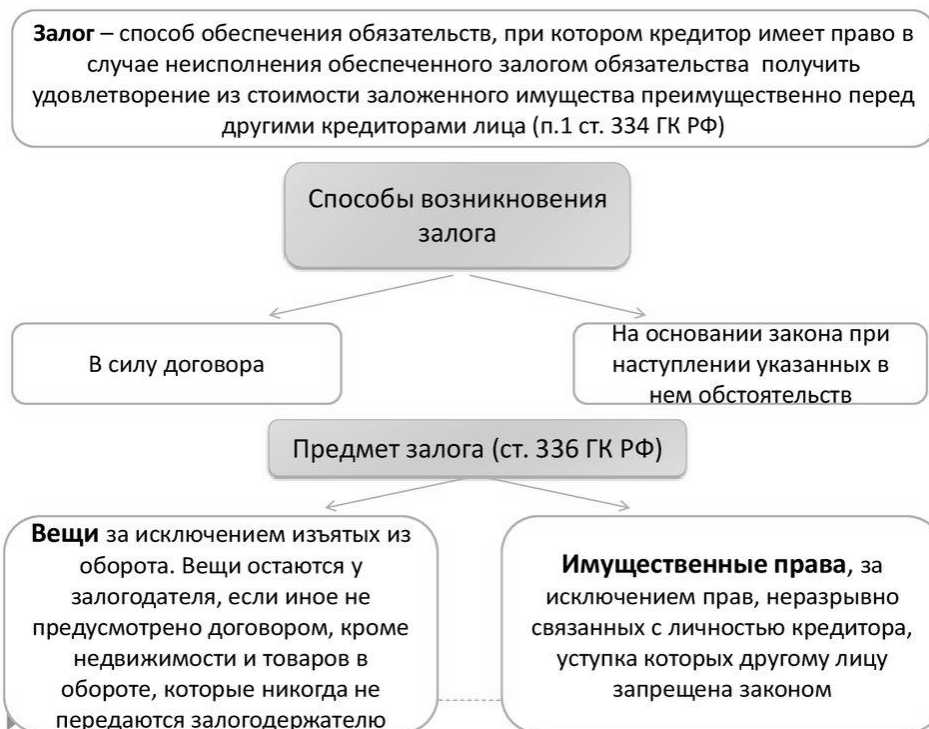 Залог – способ обеспечения обязательств, при котором кредитор имеет право в
случае неисполнения обеспеченного залогом обязательства получить
удовлетворение из стоимости заложенного имущества преимущественно перед
другими кредиторами лица (п.1 ст. 334 ГК РФ)
Способы возникновения
залога
В силу договора
На основании закона при
наступлении указанных в
нем обстоятельств
Предмет залога (ст. 336 ГК РФ)
Вещи за исключением изъятых из
оборота. Вещи остаются у
залогодателя, если иное не
предусмотрено договором, кроме
недвижимости и товаров в
обороте, которые никогда не
передаются залогодержателю
Имущественные права, за
исключением прав, неразрывно
связанных с личностью кредитора,
уступка которых другому лицу
запрещена законом